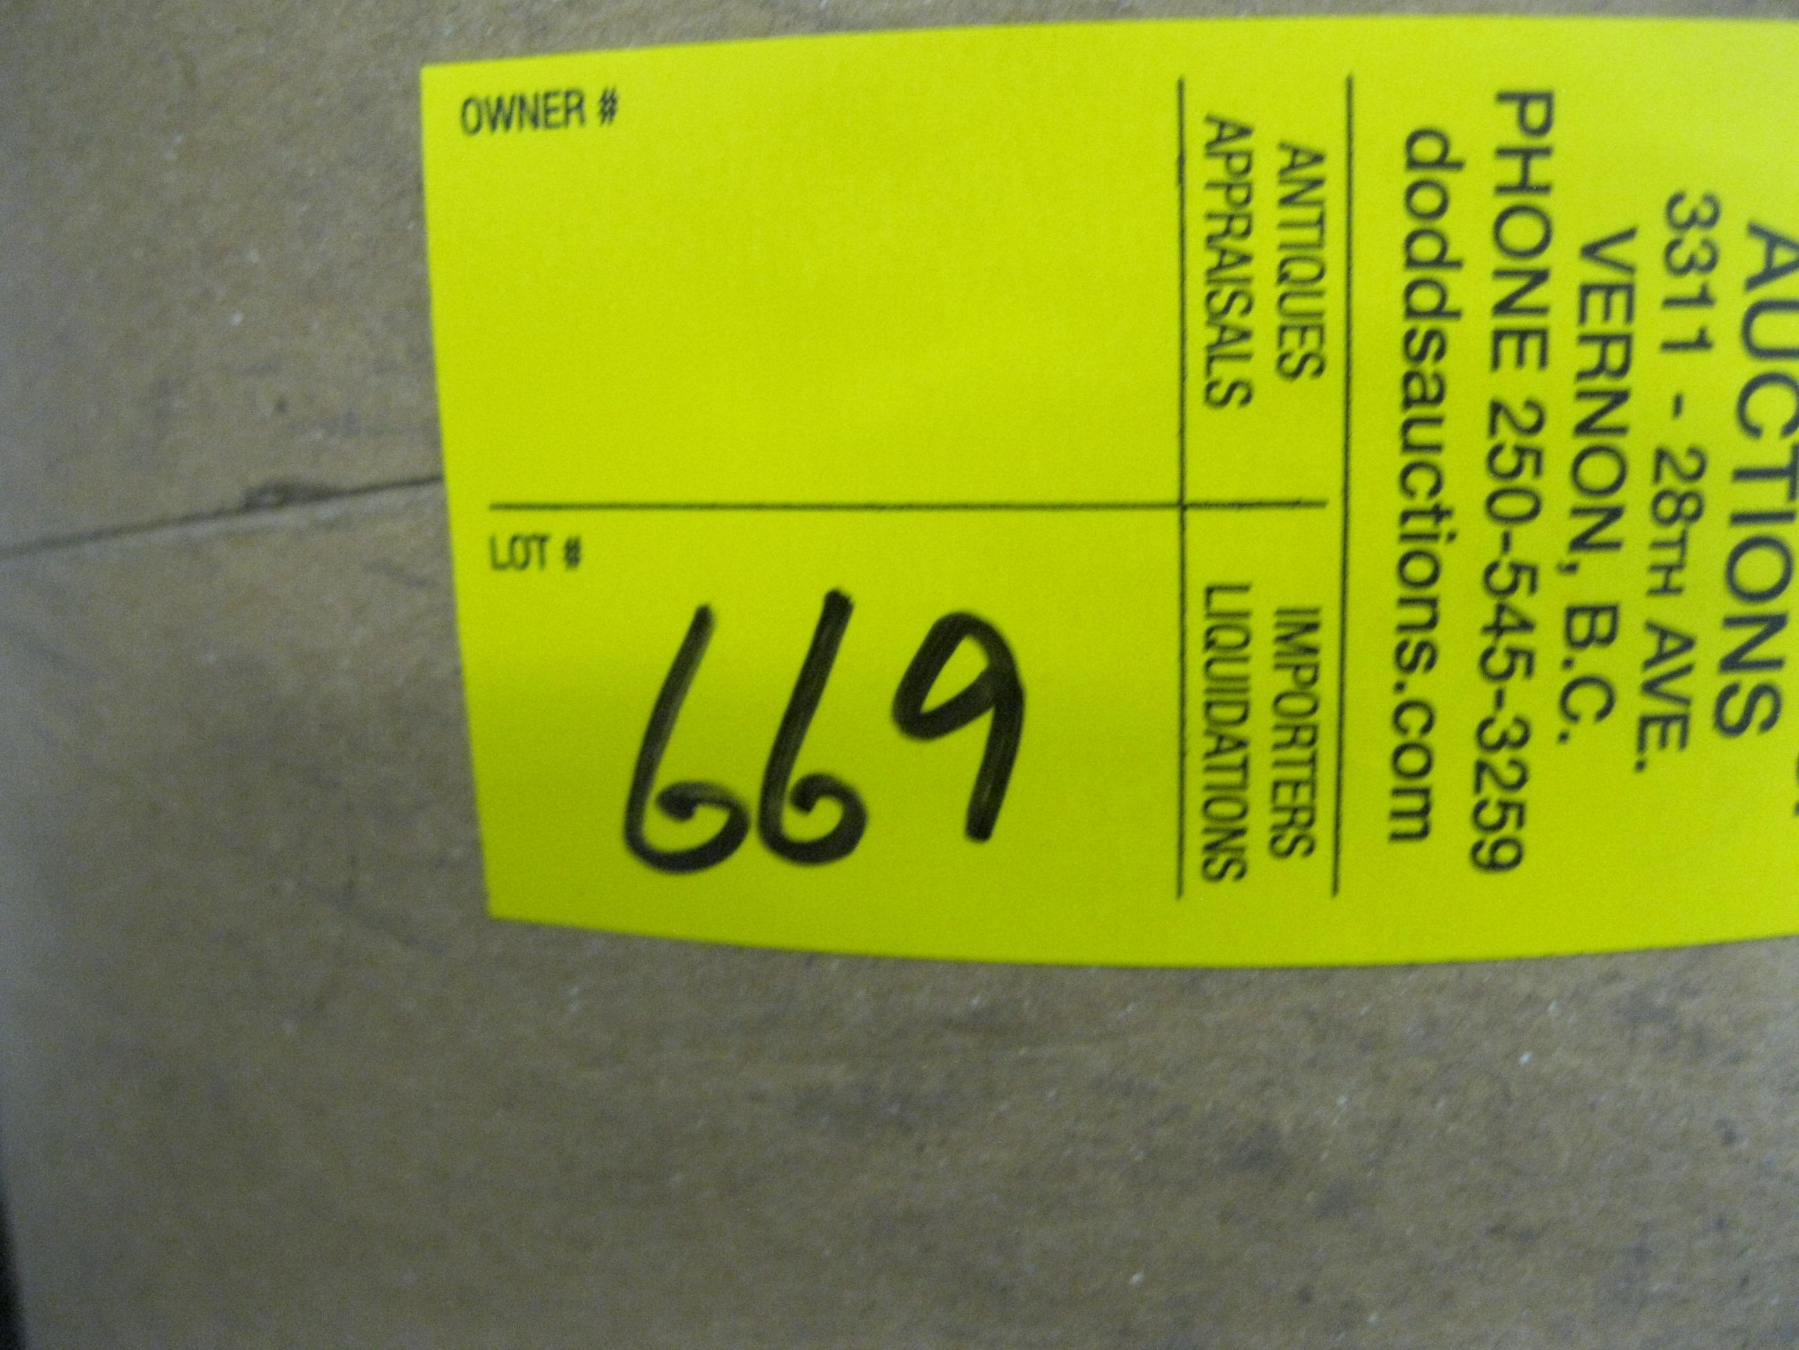 AUCTIONS
3311 - 28TH AVE.
VERNON, B.C.
PHONE 250-545-3259
doddsauctions.com
ANTIQUES IMPORTERS
APPRAISALS LIQUIDATIONS
OWNER #
LOT #
669